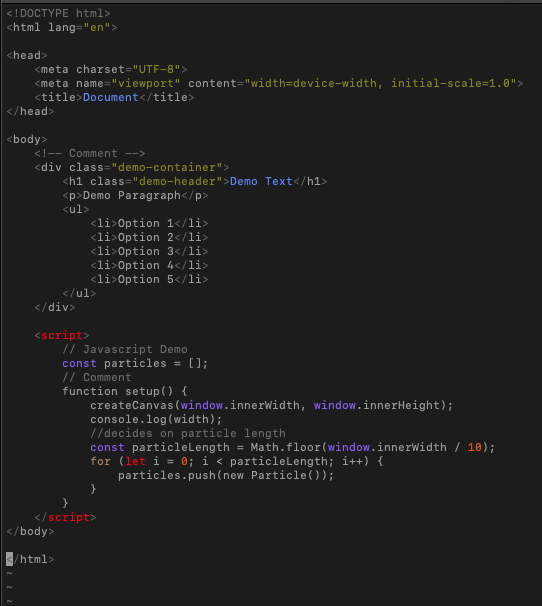 <!DOCTYPE html>
<html lang="en">

<head>
    <meta charset="UTF-8">
    <meta name="viewport" content="width=device-width, initial-scale=1.0">
    <title>Document</title>
</head>

<body>
    <!-- Comment -->
    <div class="demo-container">
        <h1 class="demo-header">Demo Text</h1>
        <p>Demo Paragraph</p>
        <ul>
            <li>Option 1</li>
            <li>Option 2</li>
            <li>Option 3</li>
            <li>Option 4</li>
            <li>Option 5</li>
        </ul>
    </div>

    <script>
        // Javascript Demo
        const particles = [];
        // Comment
        function setup() {
            createCanvas(window.innerWidth, window.innerHeight);
            console.log(width);
            //decides on particle length
            const particleLength = Math.floor(window.innerWidth / 10);
            for (let i = 0; i < particleLength; i++) {
                particles.push(new Particle());
            }
        }
    </script>
</body>

</html>
~
~
~